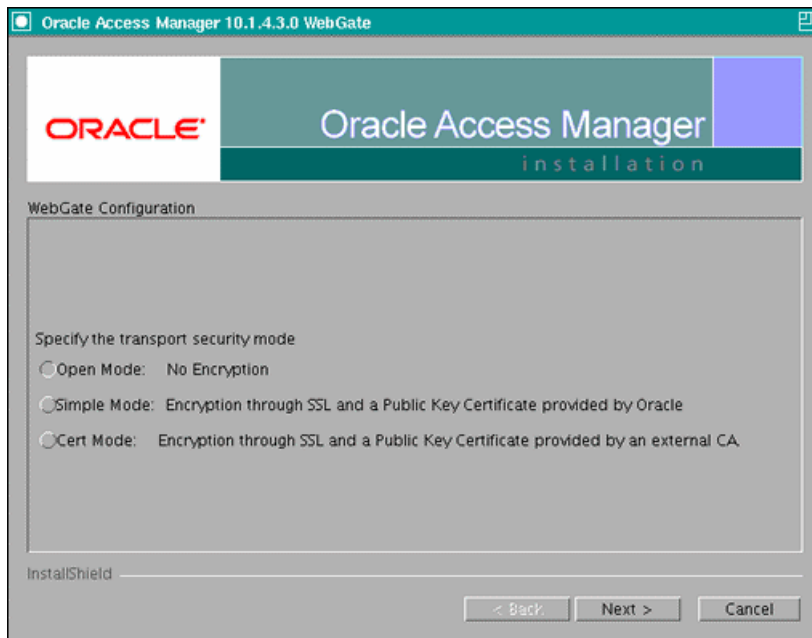 Oracle Access Manager 10.1.4.3.0 WebGate
ORACLE
Oracle Access Manager
installation
WebGate Configuration
Specify the transport security mode
Open Mode: No Encryption
Simple Mode: Encryption through SSL and a Public Key Certificate provided by Oracle
Cert Mode: Encryption through SSL and a Public Key Certificate provided by an external CA.
InstallShield
< Back Next > Cancel